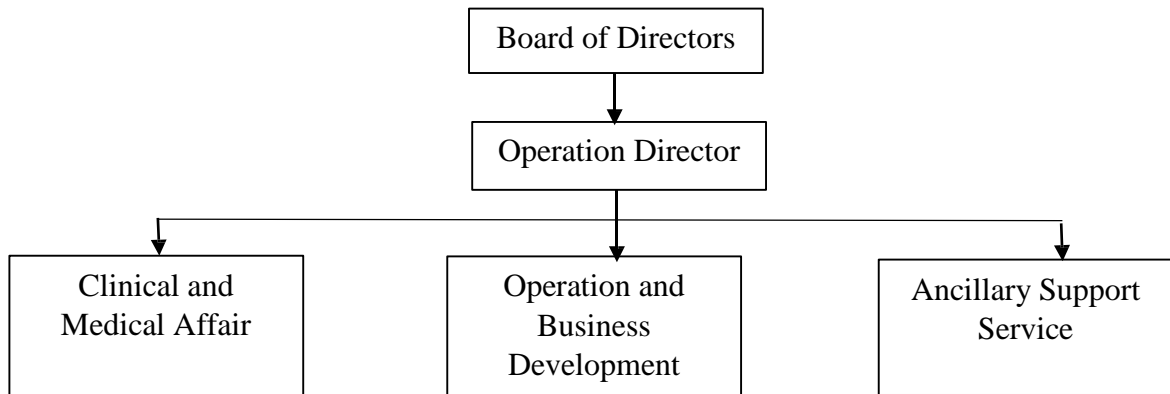 Board of Directors
Operation Director
Clinical and
Medical Affair
Operation and
Business
Development
Ancillary Support
Service